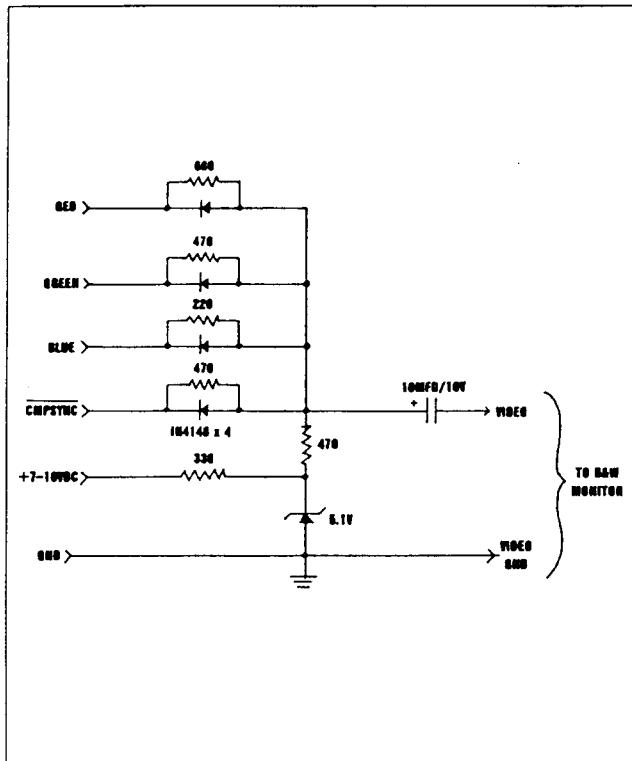 680
RED
470
GREEN
220
BLUE
470
CMPSYNC
1N4148 x 4
10MFD/10V
+
VIDEO
470
+7-10VDC
330
TO B&W
MONITOR
5.1V
GND
VIDEO
GND